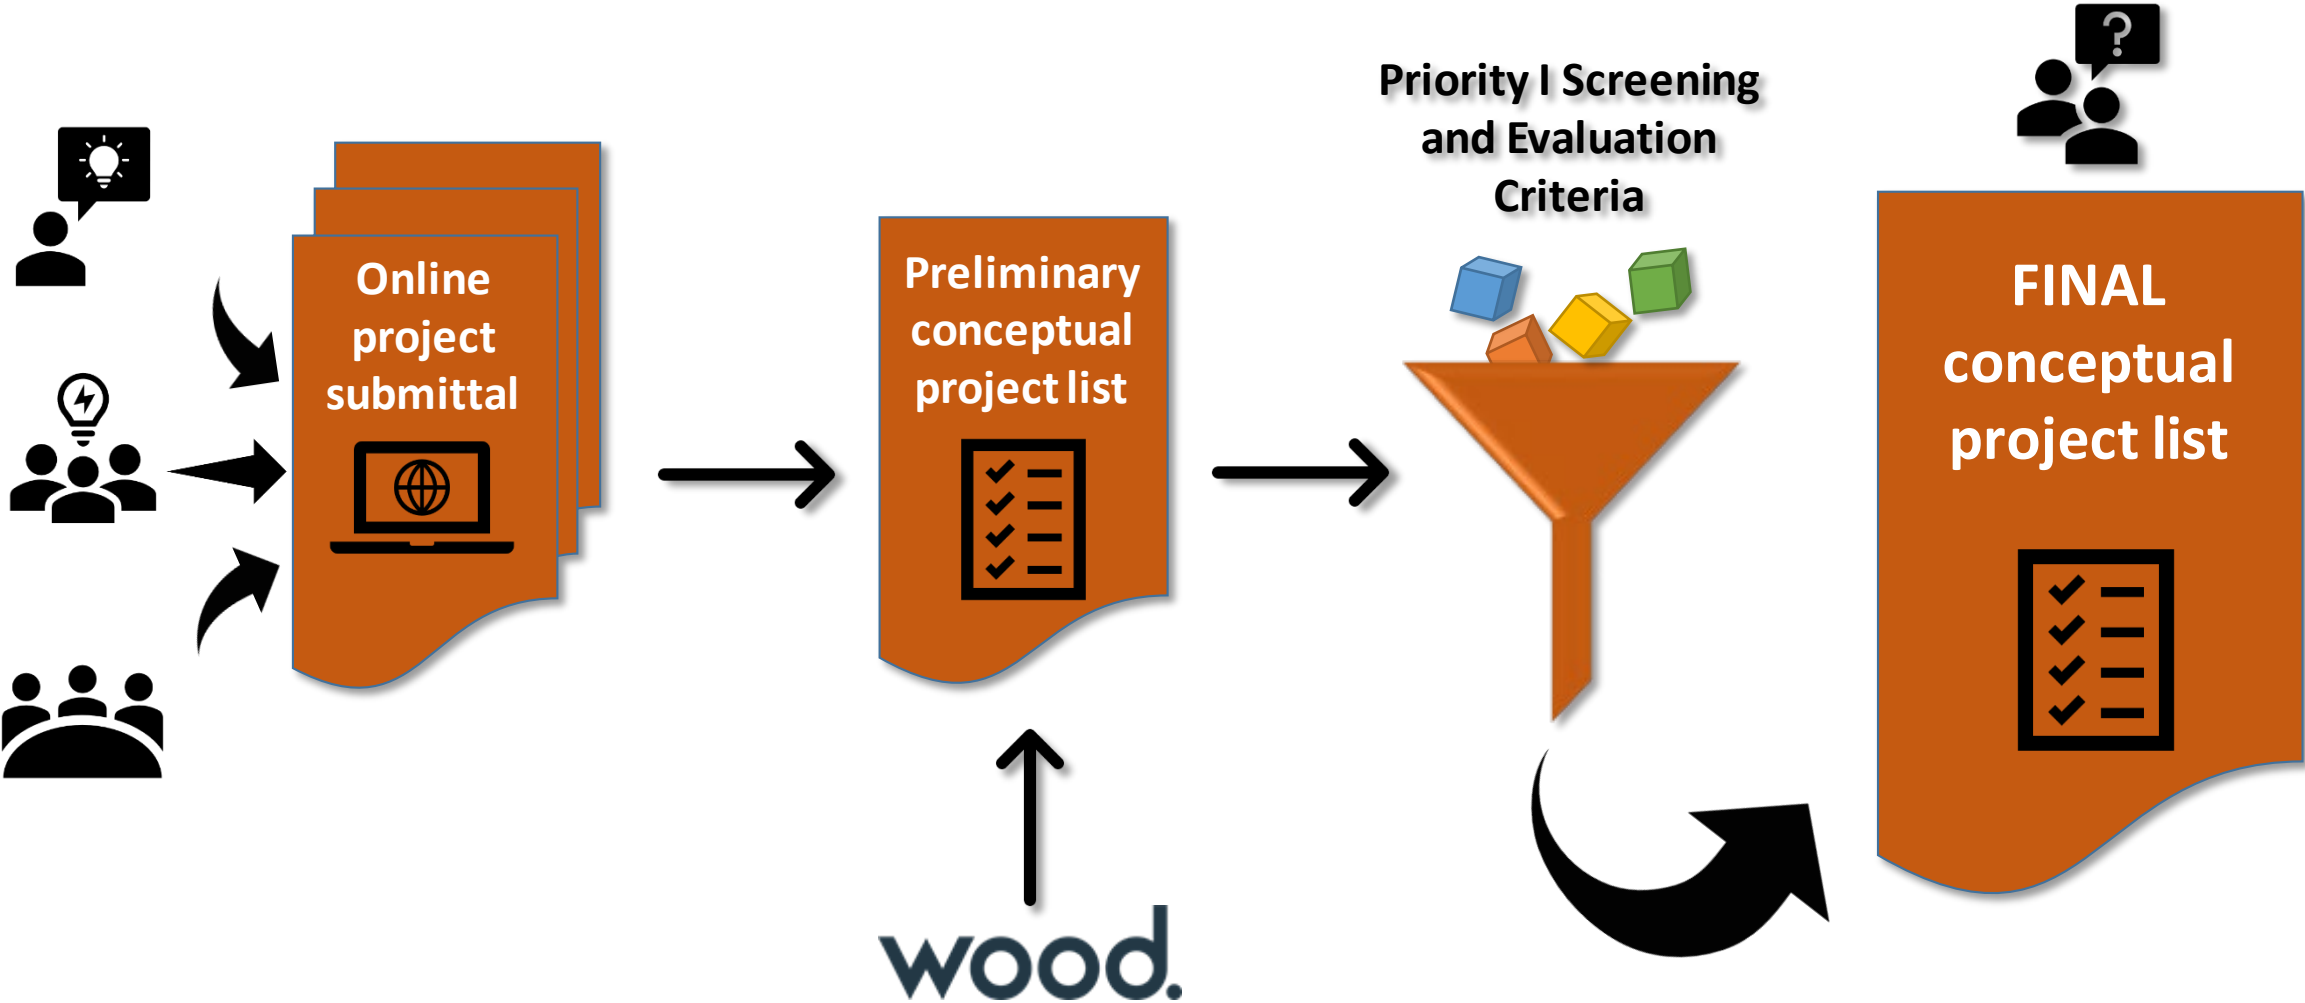 Online
project
submittal
Preliminary
conceptual
project list
wood.
Priority I Screening
and Evaluation
Criteria
?
FINAL
conceptual
project list